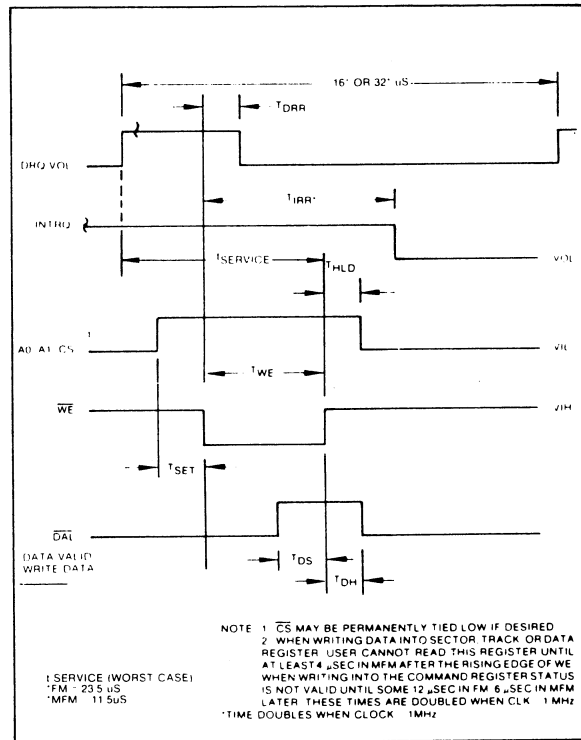 16* OR 32* uS
TDRR
DRQ VOL
TIRR*
INTRQ
tSERVICE
VOL
THLD
1
A0 A1 CS
VIL
TWE
WE
VIH
TSET
DAL
DATA VALID
WRITE DATA
TDS
TDH
NOTE 1 CS MAY BE PERMANENTLY TIED LOW IF DESIRED
2 WHEN WRITING DATA INTO SECTOR, TRACK OR DATA
REGISTER USER CANNOT READ THIS REGISTER UNTIL
AT LEAST 4 µSEC IN MFM AFTER THE RISING EDGE OF WE
WHEN WRITING INTO THE COMMAND REGISTER STATUS
IS NOT VALID UNTIL SOME 12 µSEC IN FM 6 µSEC IN MFM
LATER THESE TIMES ARE DOUBLED WHEN CLK 1 MHz
*TIME DOUBLES WHEN CLOCK 1MHz
t SERVICE (WORST CASE)
*FM - 23.5 uS
*MFM - 11.5uS